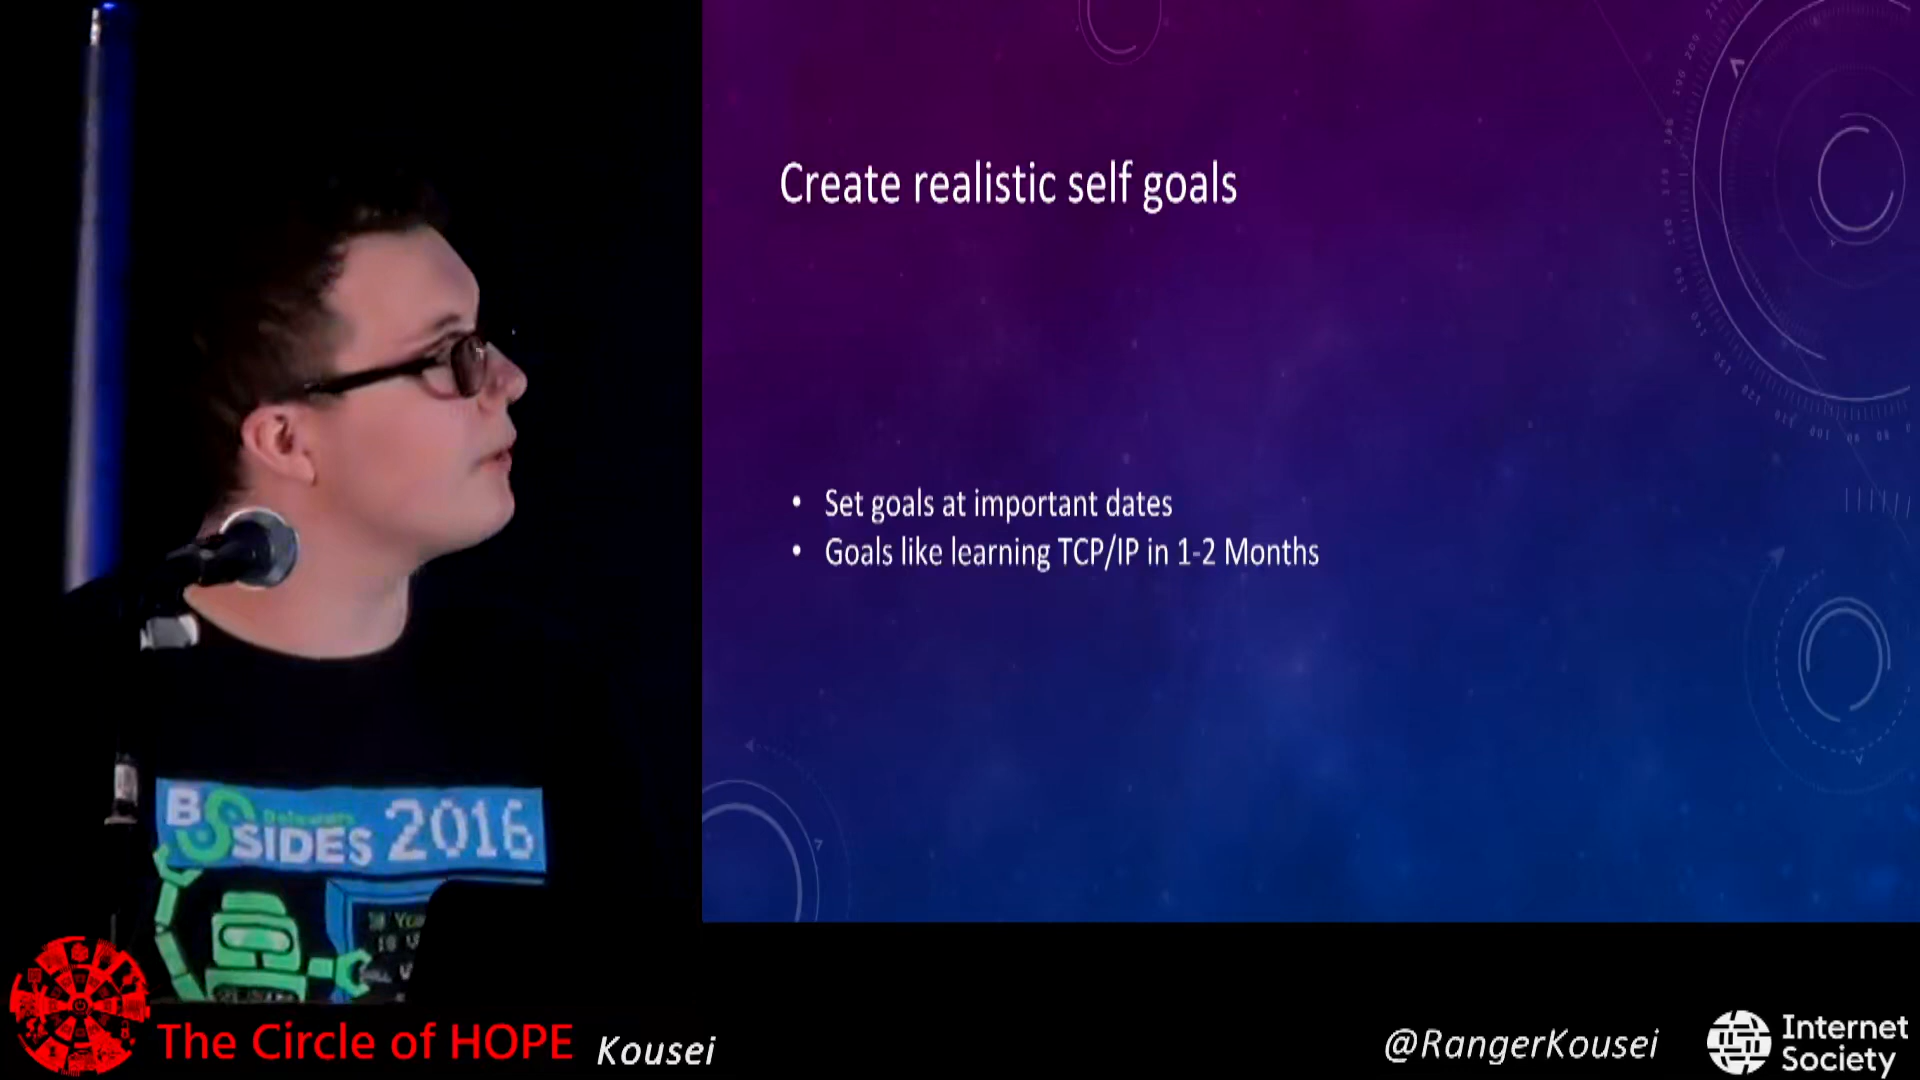 Create realistic self goals
• Set goals at important dates
• Goals like learning TCP/IP in 1-2 Months
BSIDES 2016
Delaware
The Circle of HOPE
Kousei
@RangerKousei
Internet
Society